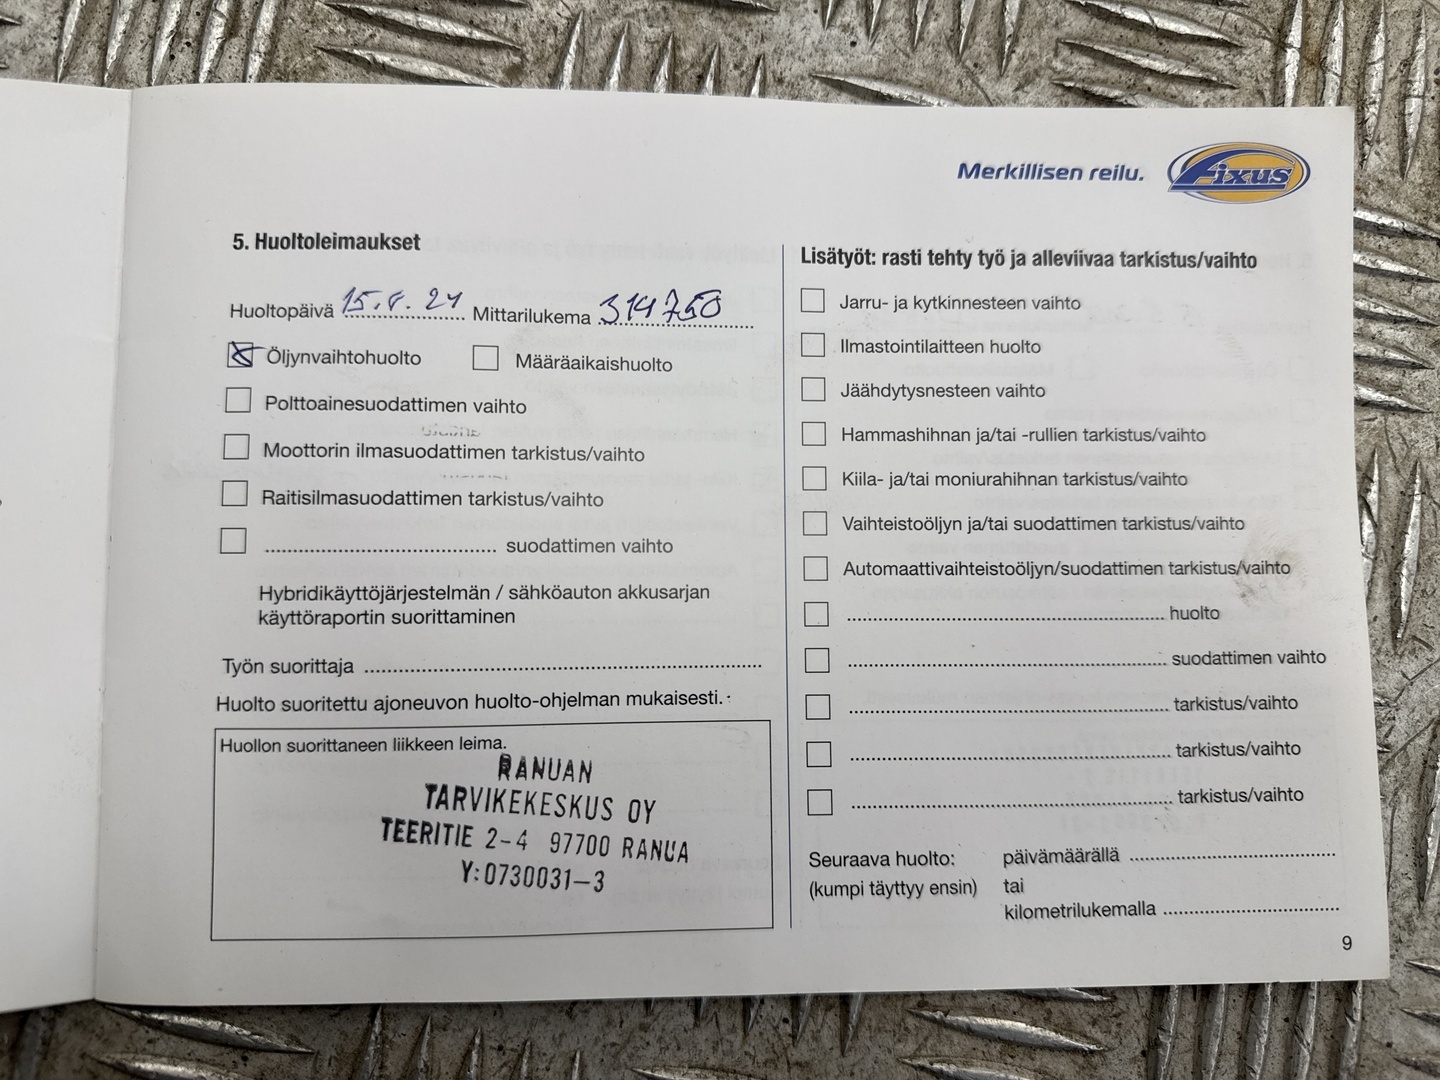 Merkillisen reilu. Fixus
5. Huoltoleimaukset
Huoltopäivä 15. . 24 Mittarilukema 314750
Öljynvaihtohuolto Määräaikaishuolto
Polttoainesuodattimen vaihto
Moottorin ilmasuodattimen tarkistus/vaihto
Raitisilmasuodattimen tarkistus/vaihto
........................................ suodattimen vaihto
Hybridikäyttöjärjestelmän / sähköauton akkusarjan
käyttöraportin suorittaminen
Työn suorittaja ........................................
Huolto suoritettu ajoneuvon huolto-ohjelman mukaisesti. :
Huollon suorittaneen liikkeen leima.
RANUAN
TARVIKEKESKUS OY
TEERITIE 2-4 97700 RANUA
Y:0730031-3
Lisätyöt: rasti tehty työ ja alleviivaa tarkistus/vaihto
Jarru- ja kytkinnesteen vaihto
Ilmastointilaitteen huolto
Jäähdytysnesteen vaihto
Hammashihnan ja/tai -rullien tarkistus/vaihto
Kiila- ja/tai moniurahihnan tarkistus/vaihto
Vaihteistoöljyn ja/tai suodattimen tarkistus/vaihto
Automaattivaihteistoöljyn/suodattimen tarkistus/vaihto
........................................ huolto
........................................ suodattimen vaihto
........................................ tarkistus/vaihto
........................................ tarkistus/vaihto
........................................ tarkistus/vaihto
Seuraava huolto: päivämäärällä ........................................
(kumpi täyttyy ensin) tai
kilometrilukemalla ........................................
9